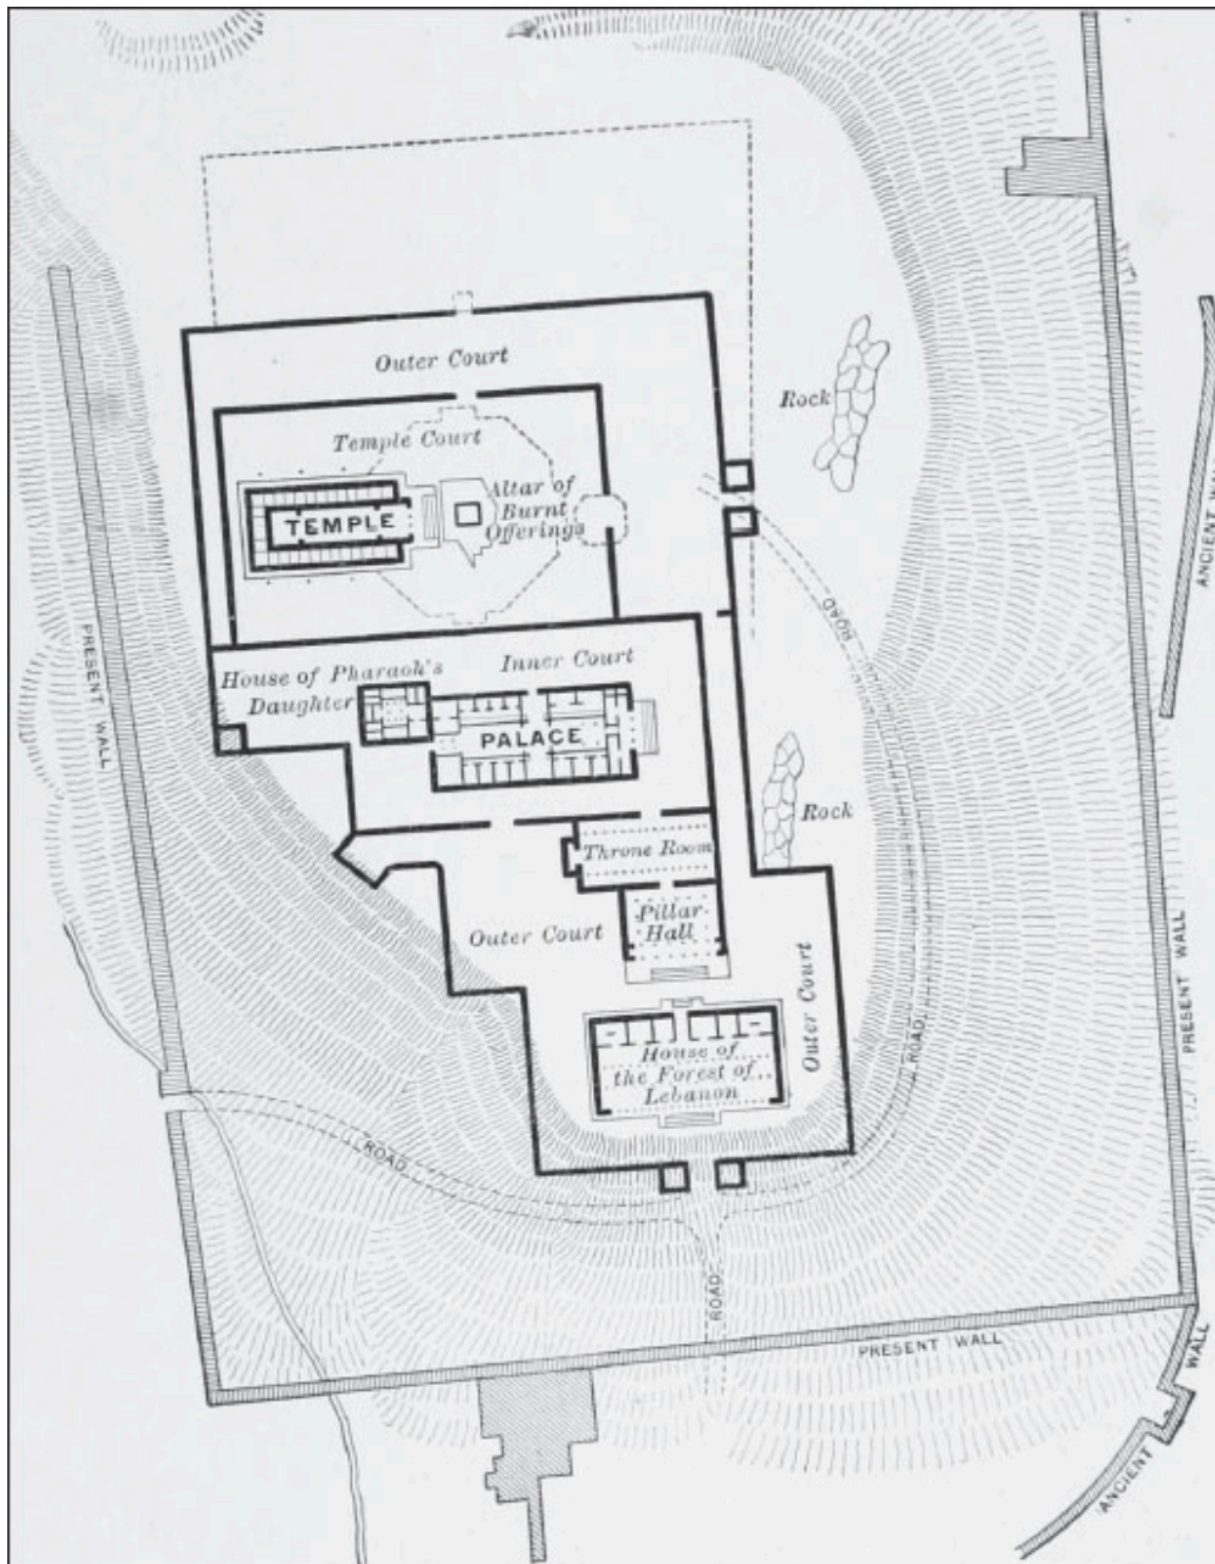 Outer Court
Rock
Temple Court
Altar of
Burnt
Offerings
TEMPLE
ANCIENT
ROAD
PRESENT WALL
House of Pharaoh's
Daughter
Inner Court
PALACE
Rock
Throne Room
Pillar
Hall
Outer Court
Outer Court
PRESENT WALL
House of
the Forest of
Lebanon
ROAD
ROAD
ROAD
PRESENT WALL
WALL
ANCIENT